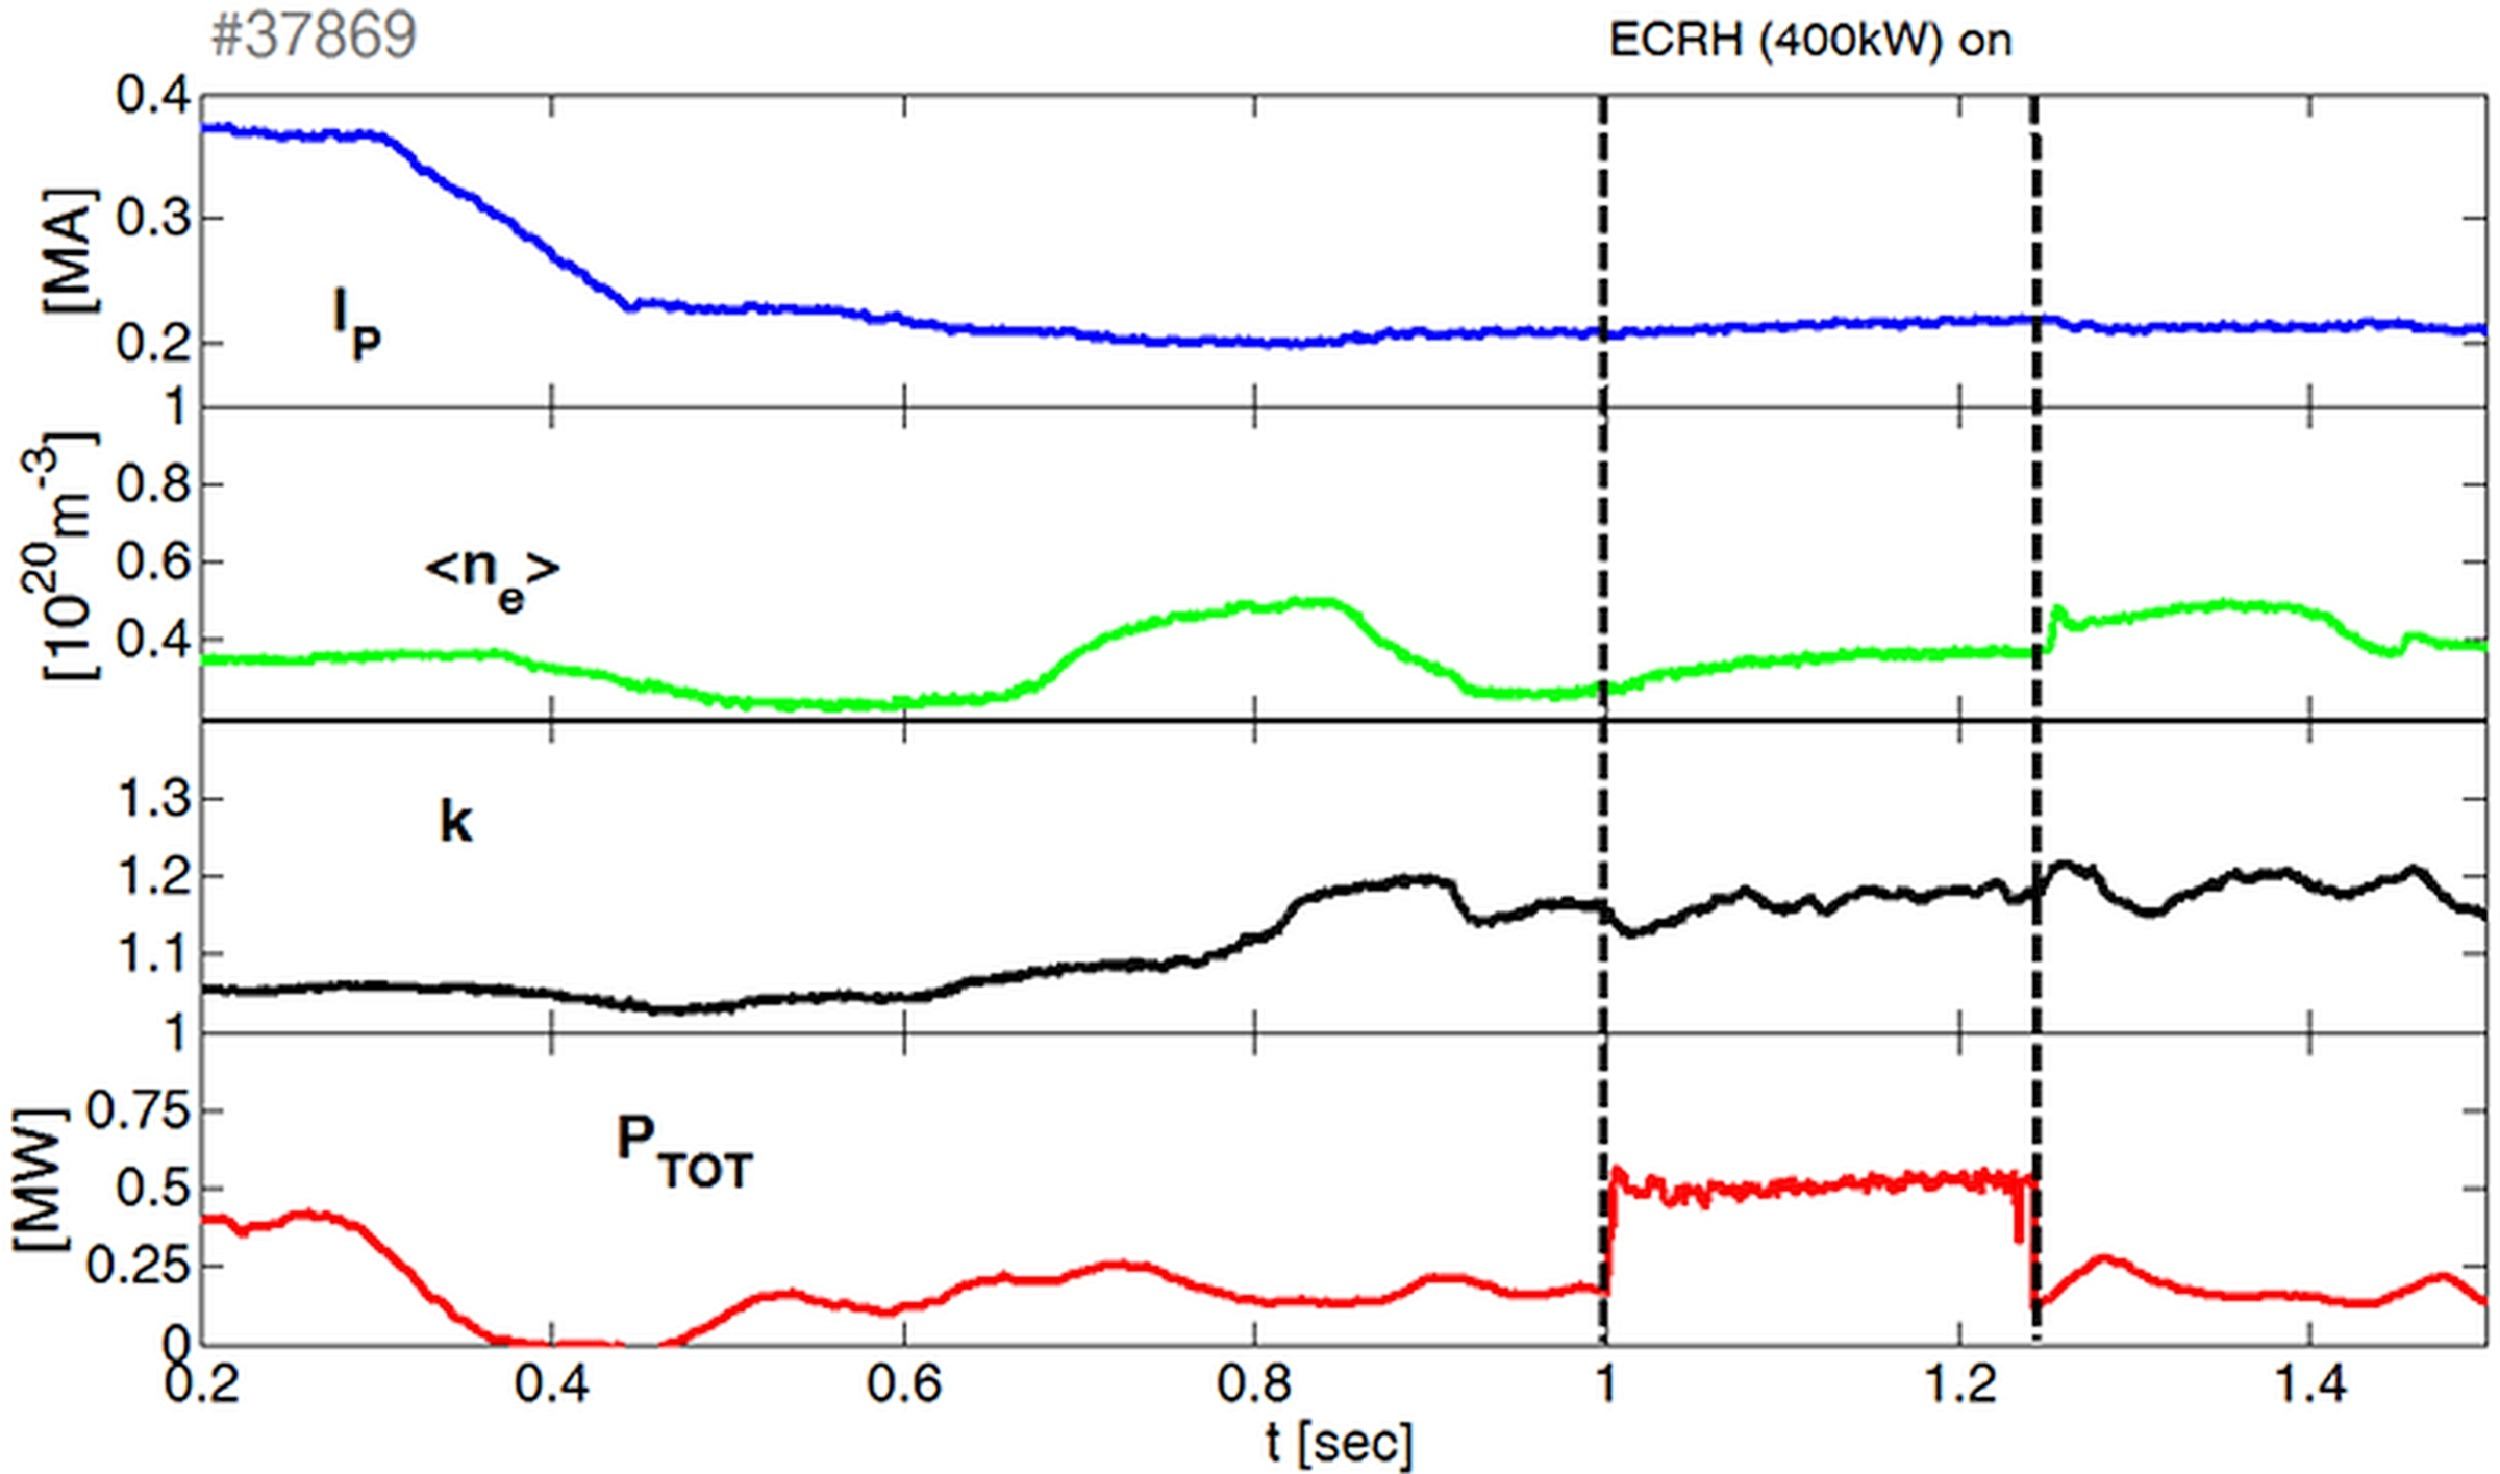 #37869
ECRH (400kW) on
0.4
0.3
0.2
[MA]
I_P
1
0.8
0.6
0.4
[10^20 m^-3]
<n_e>
1.3
1.2
1.1
1
k
0.75
0.5
0.25
0
[MW]
P_TOT
0.2 0.4 0.6 0.8 1 1.2 1.4
t [sec]